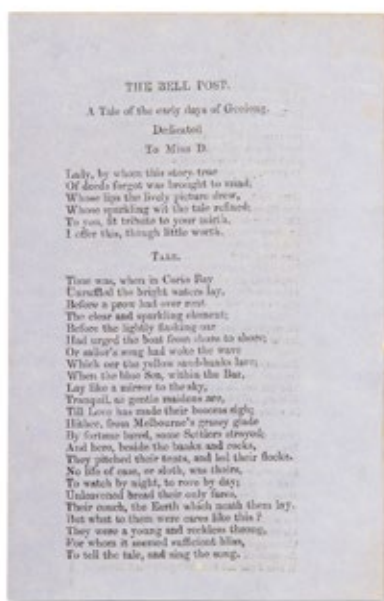 THE BELL POST.
A Tale of the early days of Geelong.
Dedicated
To Miss D.
Lady, by whom this story true
Of deeds forgot was brought to mind,
Whose lips the lively picture drew,
Whose sparkling wit the tale refined;
To you, fit tribute to your mirth,
I offer this, though little worth.
TALE.
Time was, when in Corio Bay
Unruffled the bright waters lay,
Before a prow had ever rent
The clear and sparkling element;
Before the lightly flashing oar
Had urged the boat from shore to shore;
Or sailor's song had woke the wave
Which oer the yellow sand-banks lave;
When the blue Sea, within the Bar,
Lay like a mirror to the sky,
Tranquil, as gentle maidens are,
Till Love has made their bosoms sigh;
Hither, from Melbourne's grassy glade
By fortune lured, some Settlers strayed;
And here, beside the banks and rocks,
They pitched their tents, and led their flocks.
No life of ease, or sloth, was theirs,
To watch by night, to rove by day;
Unleavened bread their only fares,
Their couch, the Earth which neath them lay.
But what to them were cares like this?
They were a young and reckless throng,
For whom it seemed sufficient bliss,
To tell the tale, and sing the song.